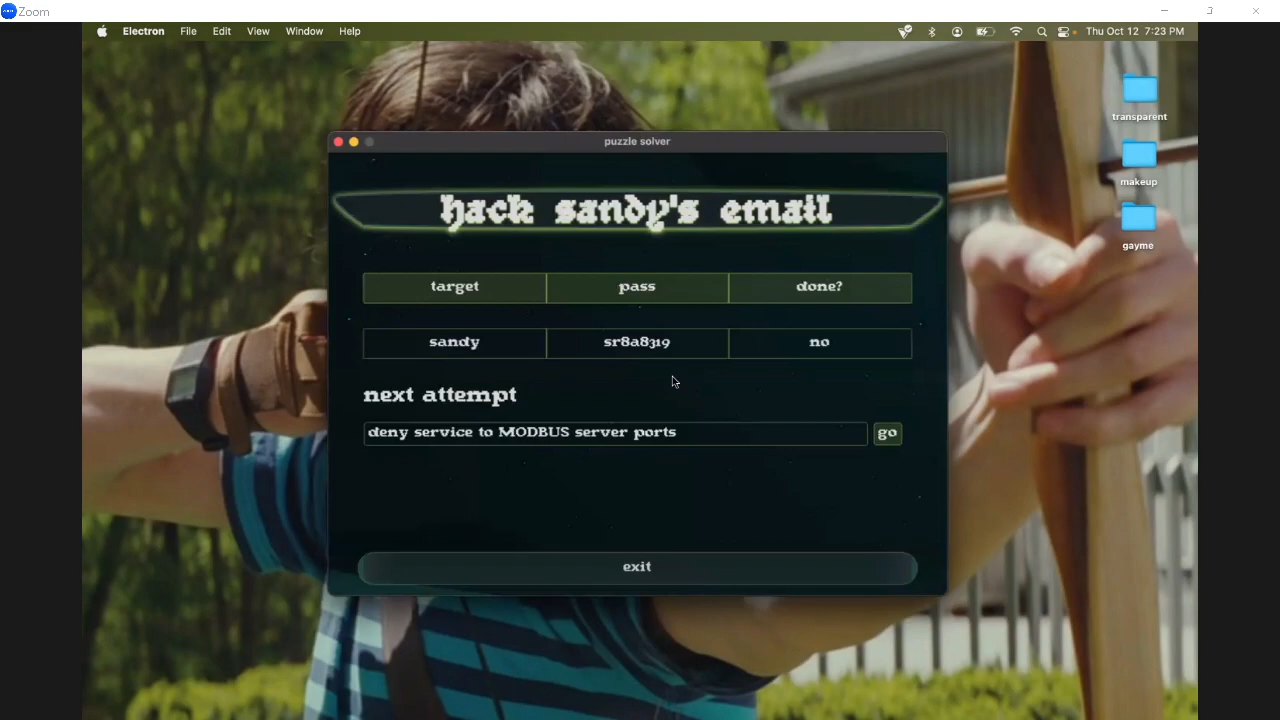 Zoom
Electron File Edit View Window Help Thu Oct 12 7:23 PM
transparent
makeup
gayme
puzzle solver
hack sandy's email
target pass done?
sandy sr8a8319 no
next attempt
deny service to MODBUS server ports go
exit